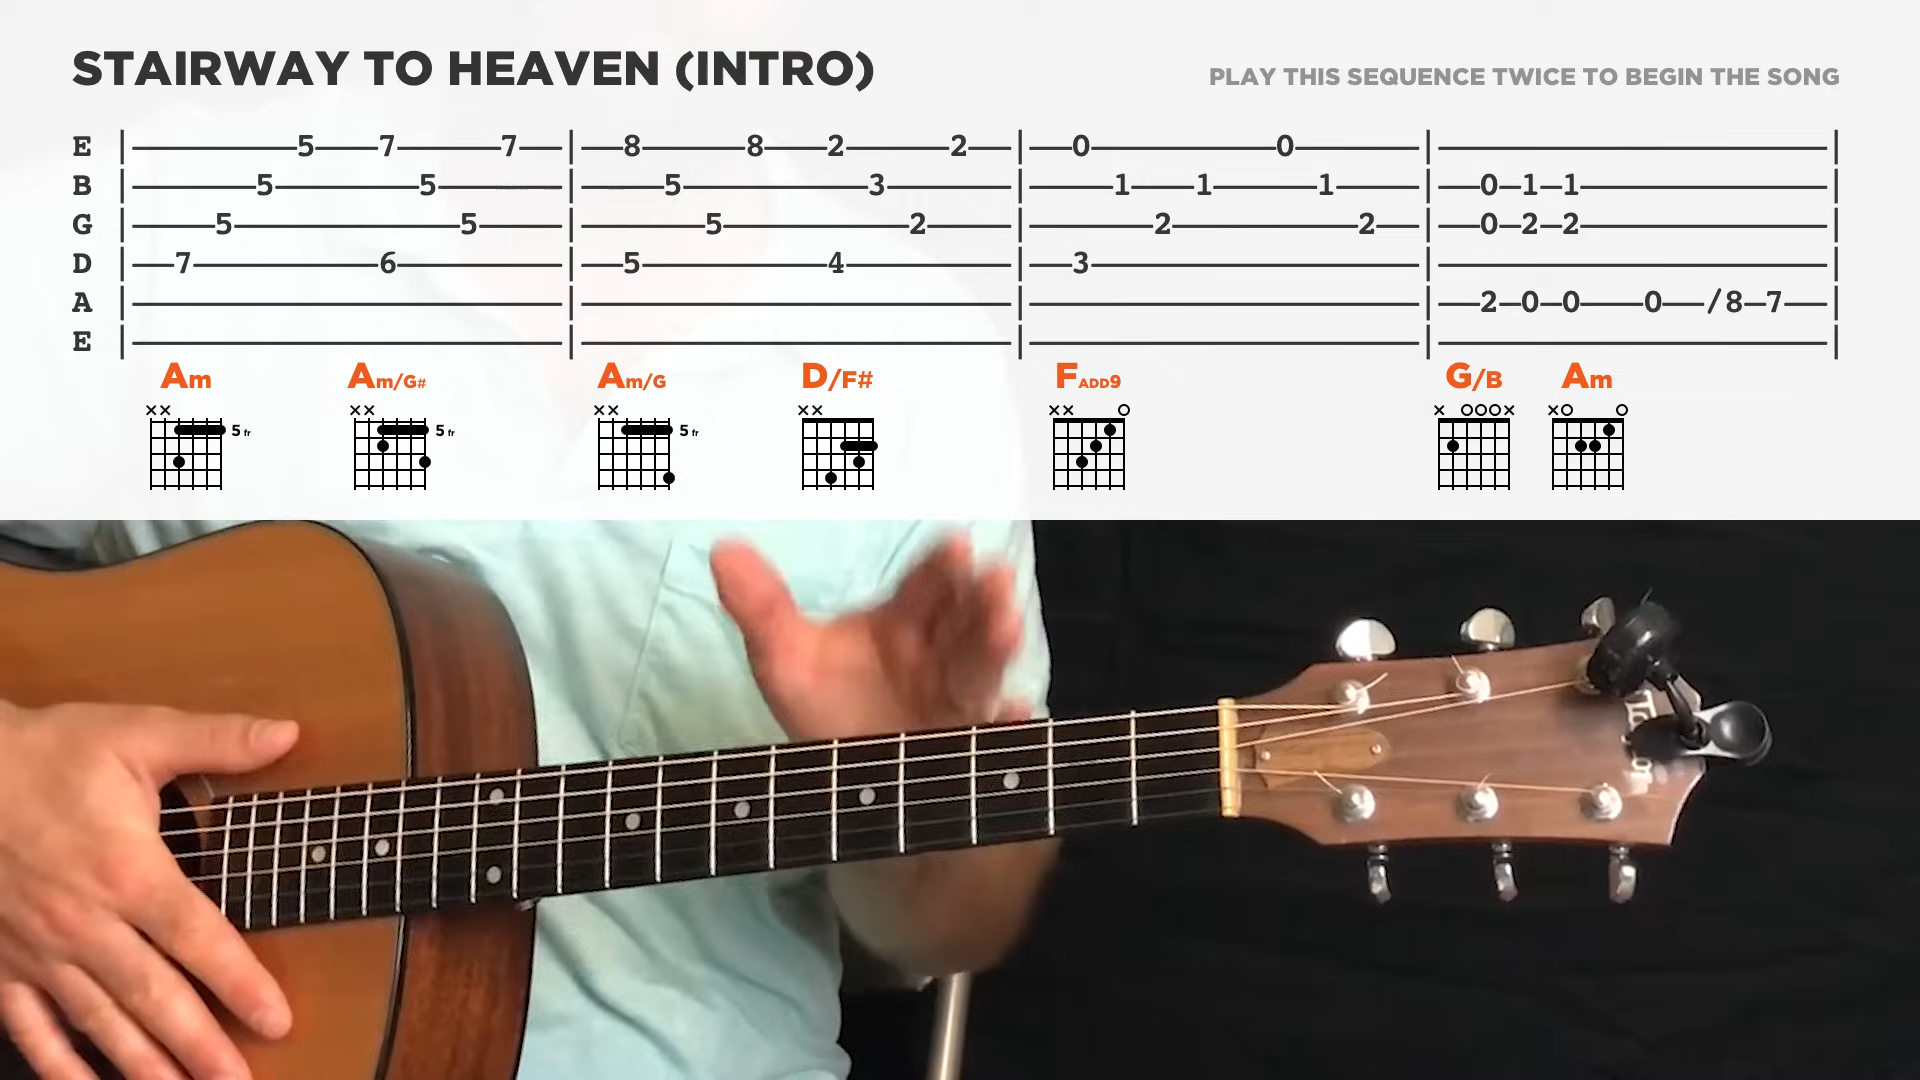 STAIRWAY TO HEAVEN (INTRO)
PLAY THIS SEQUENCE TWICE TO BEGIN THE SONG
E |---------5-7-----7---|-8-----8-2-----2---|-0---------0-------|-------------------|
B |-------5-----5-------|---5-------3-------|---1---1-----1-----|-0-1-1-------------|
G |-----5---------5-----|-----5-------2-----|-----2---------2---|-0-2-2-------------|
D |---7-------6---------|-5---------4-------|-3-----------------|-------------------|
A |---------------------|-------------------|-------------------|-2-0-0---0--/8-7---|
E |---------------------|-------------------|-------------------|-------------------|
Am Am/G# Am/G D/F# FADD9 G/B Am
×× ×× ×× ×× ×× o × ooo× ×o o
5 fr 5 fr 5 fr